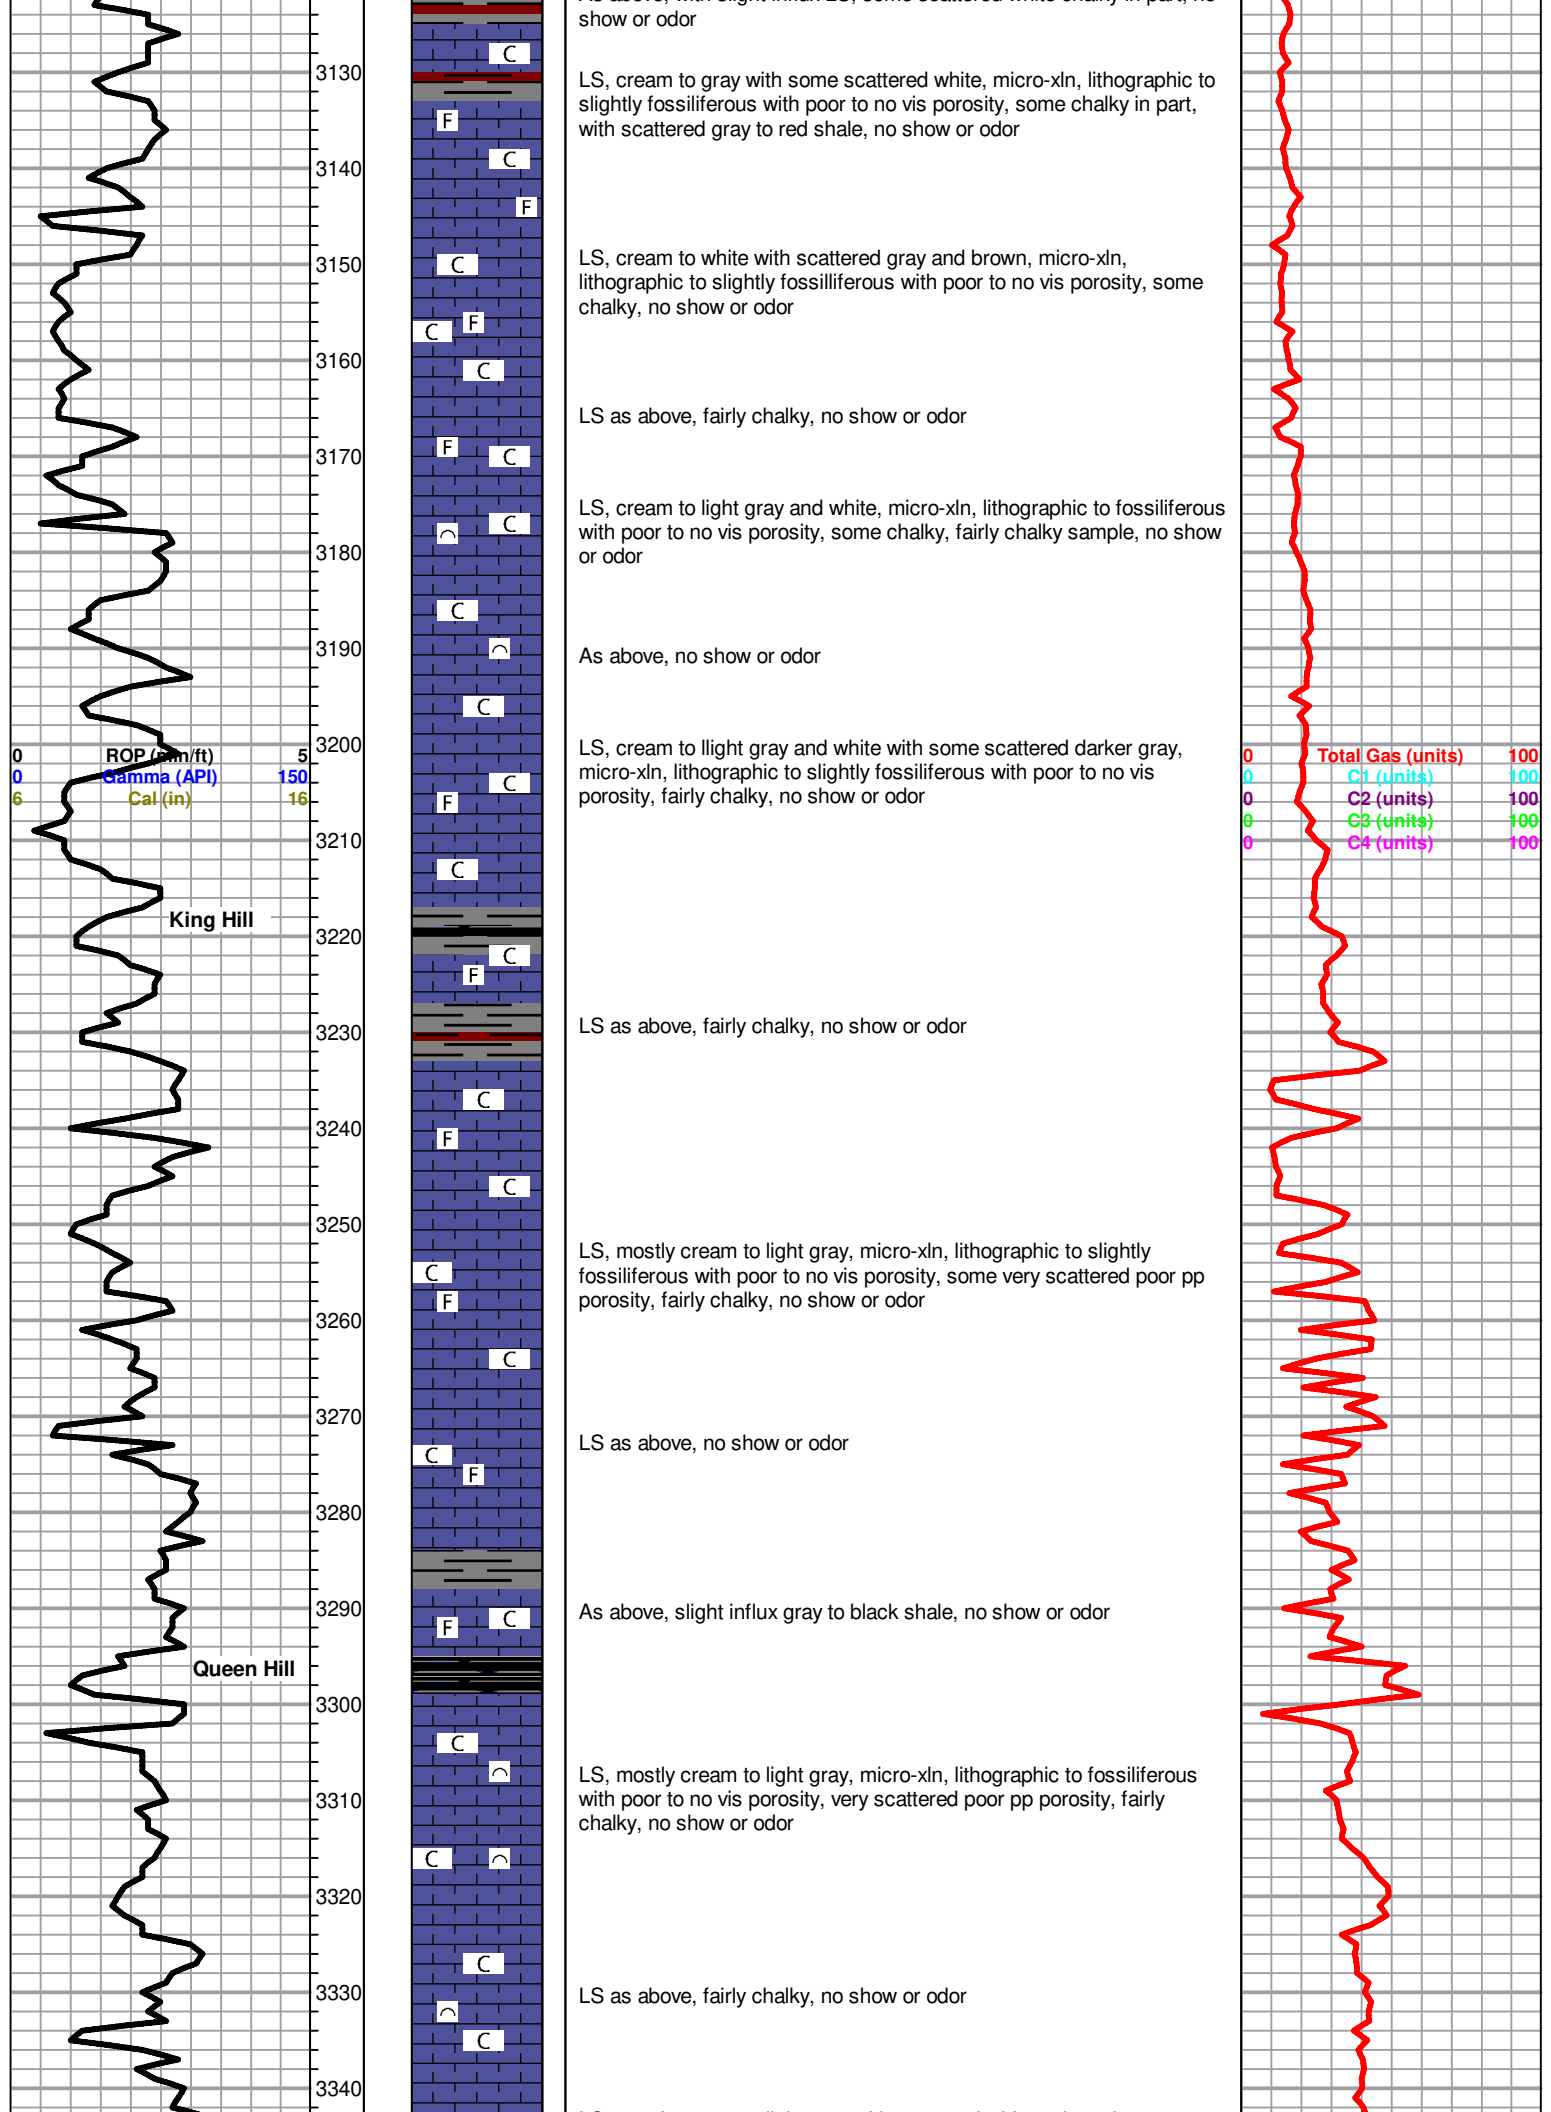 show or odor
C
3130
LS, cream to gray with some scattered white, micro-xln, lithographic to
slightly fossiliferous with poor to no vis porosity, some chalky in part,
with scattered gray to red shale, no show or odor
F
C
3140
F
3150
C
LS, cream to white with scattered gray and brown, micro-xln,
lithographic to slightly fossilliferous with poor to no vis porosity, some
chalky, no show or odor
F
C
3160
C
LS as above, fairly chalky, no show or odor
F
3170
C
LS, cream to light gray and white, micro-xln, lithographic to fossiliferous
with poor to no vis porosity, some chalky, fairly chalky sample, no show
or odor
C
3180
C
3190
As above, no show or odor
C
3200
LS, cream to llight gray and white with some scattered darker gray,
micro-xln, lithographic to slightly fossiliferous with poor to no vis
porosity, fairly chalky, no show or odor
0 ROP (min/ft) 5
0 Gamma (API) 150
6 Cal (in) 16
C
F
0 Total Gas (units) 100
0 C1 (units) 100
0 C2 (units) 100
0 C3 (units) 100
0 C4 (units) 100
3210
C
King Hill
3220
C
F
3230
LS as above, fairly chalky, no show or odor
C
3240
F
C
3250
LS, mostly cream to light gray, micro-xln, lithographic to slightly
fossiliferous with poor to no vis porosity, some very scattered poor pp
porosity, fairly chalky, no show or odor
C
F
3260
C
3270
LS as above, no show or odor
C
F
3280
3290
As above, slight influx gray to black shale, no show or odor
C
F
Queen Hill
3300
C
LS, mostly cream to light gray, micro-xln, lithographic to fossiliferous
with poor to no vis porosity, very scattered poor pp porosity, fairly
chalky, no show or odor
3310
C
3320
C
3330
LS as above, fairly chalky, no show or odor
C
3340